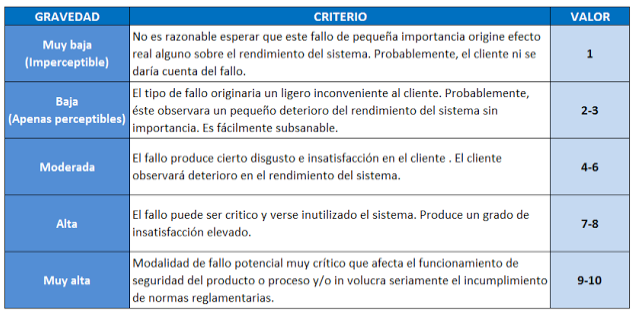 GRAVEDAD CRITERIO VALOR
Muy baja
(Imperceptible)
No es razonable esperar que este fallo de pequeña importancia origine efecto
real alguno sobre el rendimiento del sistema. Probablemente, el cliente ni se
daría cuenta del fallo.
1
Baja
(Apenas perceptibles)
El tipo de fallo originaria un ligero inconveniente al cliente. Probablemente,
éste observara un pequeño deterioro del rendimiento del sistema sin
importancia. Es fácilmente subsanable.
2-3
Moderada
El fallo produce cierto disgusto e insatisfacción en el cliente . El cliente
observará deterioro en el rendimiento del sistema.
4-6
Alta
El fallo puede ser critico y verse inutilizado el sistema. Produce un grado de
insatisfacción elevado.
7-8
Muy alta
Modalidad de fallo potencial muy crítico que afecta el funcionamiento de
seguridad del producto o proceso y/o in volucra seriamente el incumplimiento
de normas reglamentarias.
9-10